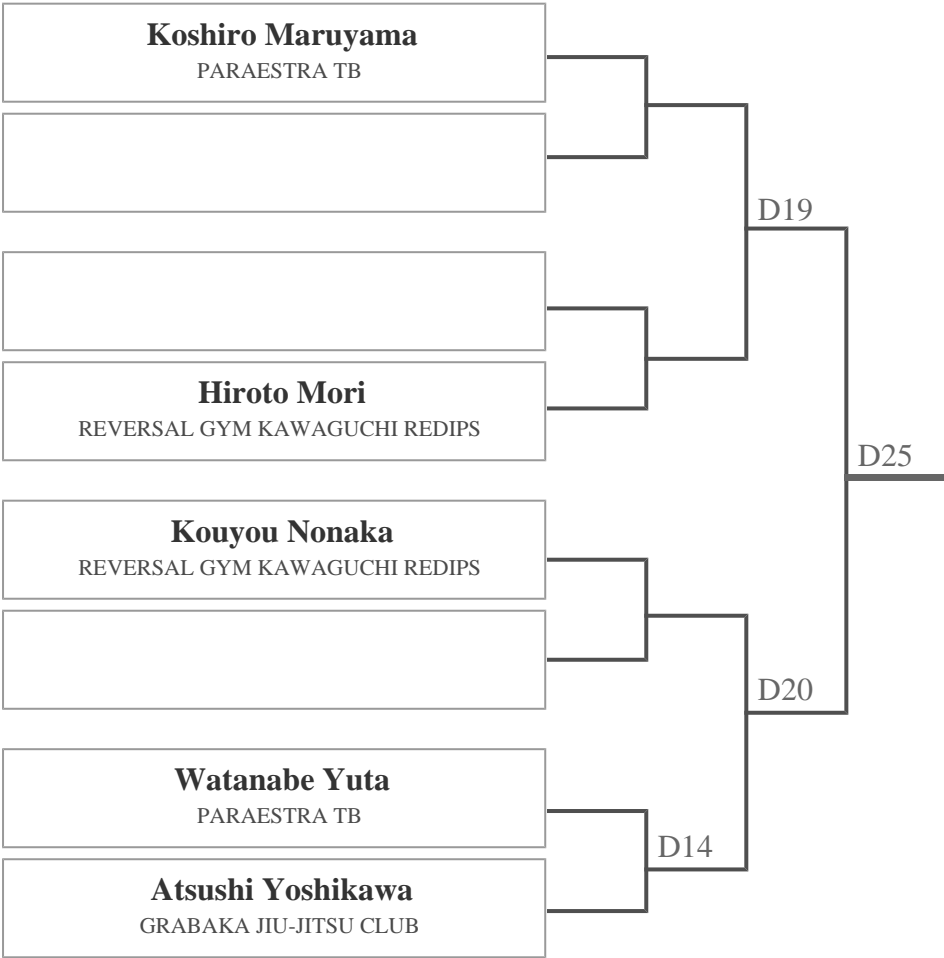 Koshiro Maruyama
PARAESTRA TB
D19
Hiroto Mori
REVERSAL GYM KAWAGUCHI REDIPS
D25
Kouyou Nonaka
REVERSAL GYM KAWAGUCHI REDIPS
D20
Watanabe Yuta
PARAESTRA TB
D14
Atsushi Yoshikawa
GRABAKA JIU-JITSU CLUB